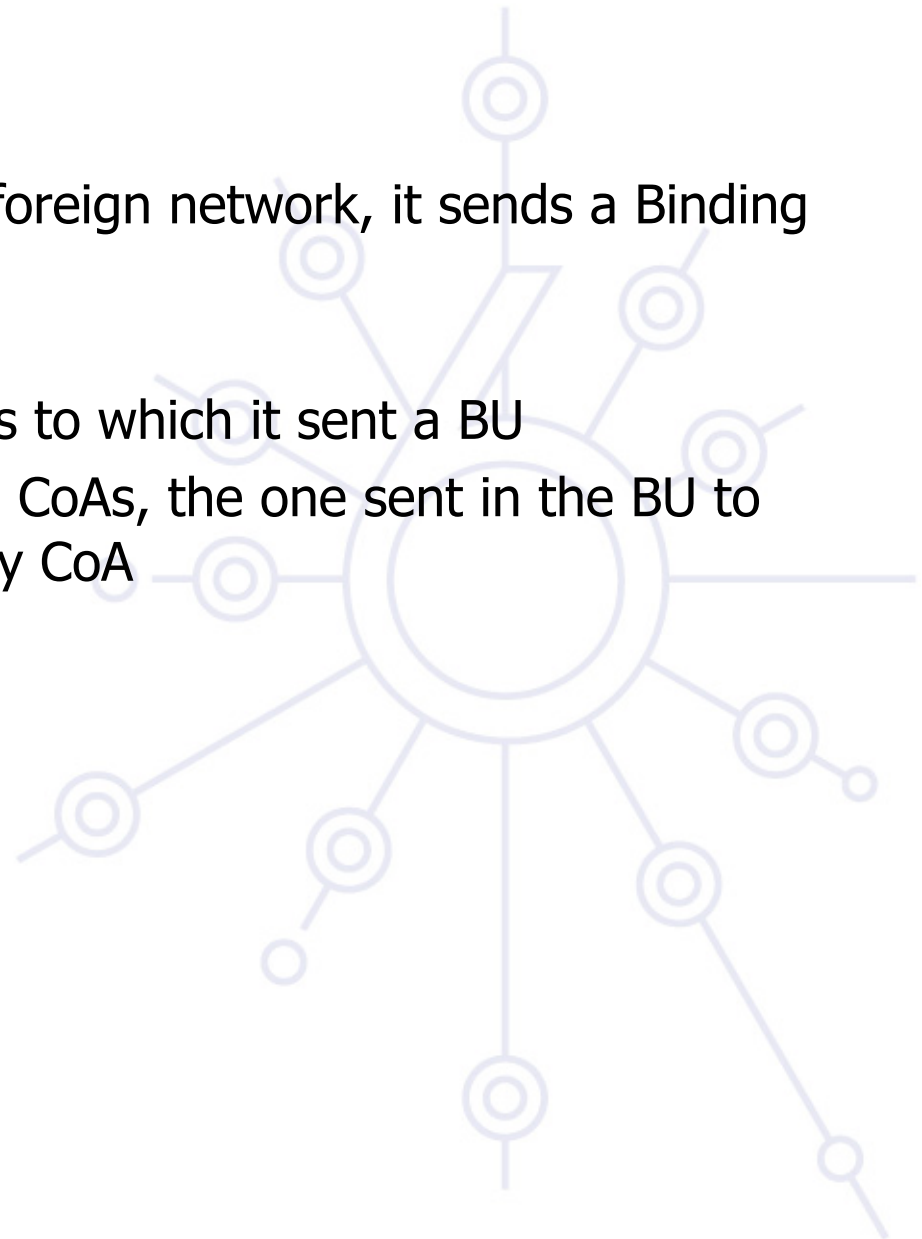 foreign network, it sends a Binding
s to which it sent a BU
CoAs, the one sent in the BU to
y CoA